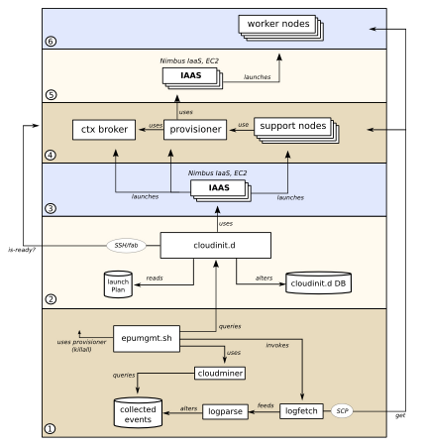 worker nodes
6
Nimbus IaaS, EC2
IAAS
launches
5
uses
ctx broker
uses
provisioner
use
support nodes
4
Nimbus IaaS, EC2
IAAS
launches
launches
3
uses
is-ready?
SSH/fab
cloudinit.d
launch
Plan
reads
alters
cloudinit.d DB
2
queries
uses provisioner
(killall)
epumgmt.sh
invokes
uses
queries
cloudminer
collected
events
alters
logparse
feeds
logfetch
SCP
get
1